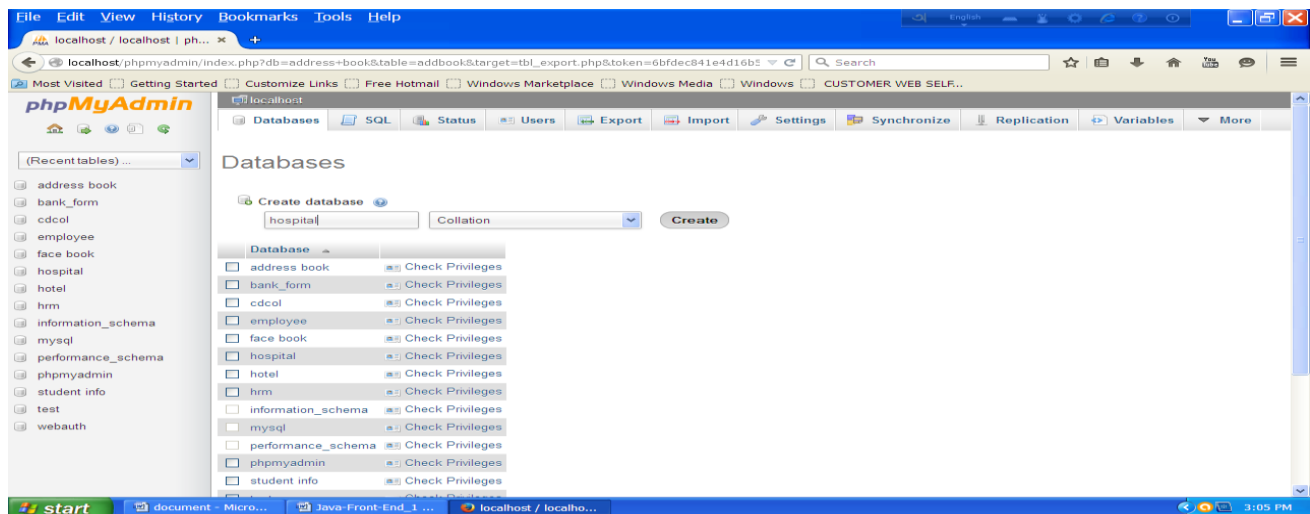 File Edit View History Bookmarks Tools Help
English
localhost / localhost | ph... × +
localhost/phpmyadmin/index.php?db=address+book&table=addbook&target=tbl_export.php&token=6bfdec841e4d16b5
Search
Most Visited Getting Started Customize Links Free Hotmail Windows Marketplace Windows Media Windows CUSTOMER WEB SELF...
phpMyAdmin
localhost
Databases SQL Status Users Export Import Settings Synchronize Replication Variables More
(Recent tables) ...
address book
bank_form
cdcol
employee
face book
hospital
hotel
hrm
information_schema
mysql
performance_schema
phpmyadmin
student info
test
webauth
Databases
Create database
hospital Collation Create
Database
address book Check Privileges
bank_form Check Privileges
cdcol Check Privileges
employee Check Privileges
face book Check Privileges
hospital Check Privileges
hotel Check Privileges
hrm Check Privileges
information_schema Check Privileges
mysql Check Privileges
performance_schema Check Privileges
phpmyadmin Check Privileges
student info Check Privileges
start document - Micro... Java-Front-End_1 ... localhost / localho... 3:05 PM